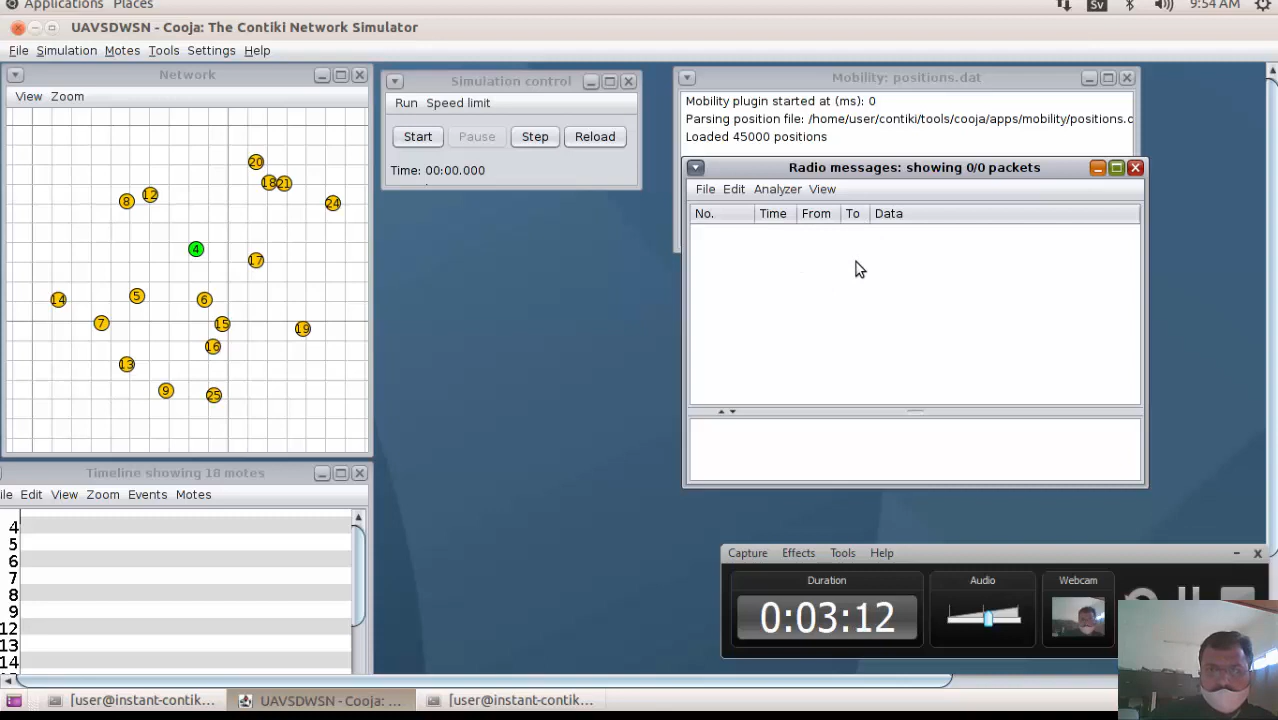 Applications Places
Sv
9:54 AM
UAVSDWSN - Cooja: The Contiki Network Simulator
File Simulation Motes Tools Settings Help
Network
View Zoom
20
18 21
8 12
24
4
17
14
5
6
7
15
19
16
13
9
25
Simulation control
Run Speed limit
Start Pause Step Reload
Time: 00:00.000
Mobility: positions.dat
Mobility plugin started at (ms): 0
Parsing position file: /home/user/contiki/tools/cooja/apps/mobility/positions.d
Loaded 45000 positions
Radio messages: showing 0/0 packets
File Edit Analyzer View
No. Time From To Data
Timeline showing 18 motes
ile Edit View Zoom Events Motes
4
5
6
7
8
9
12
13
14
Capture Effects Tools Help
Duration Audio Webcam
0:03:12
[user@instant-contik... UAVSDWSN - Cooja: ... [user@instant-contik...